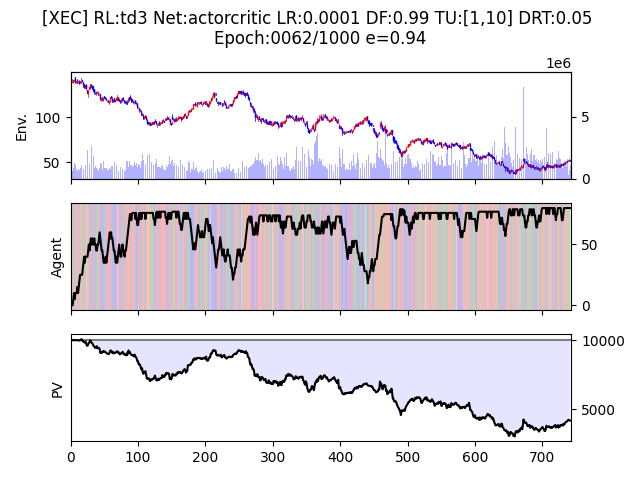 [XEC] RL:td3 Net:actorcritic LR:0.0001 DF:0.99 TU:[1,10] DRT:0.05
Epoch:0062/1000 e=0.94
1e6
Env.
100
50
5
0
Agent
50
0
PV
10000
5000
0 100 200 300 400 500 600 700